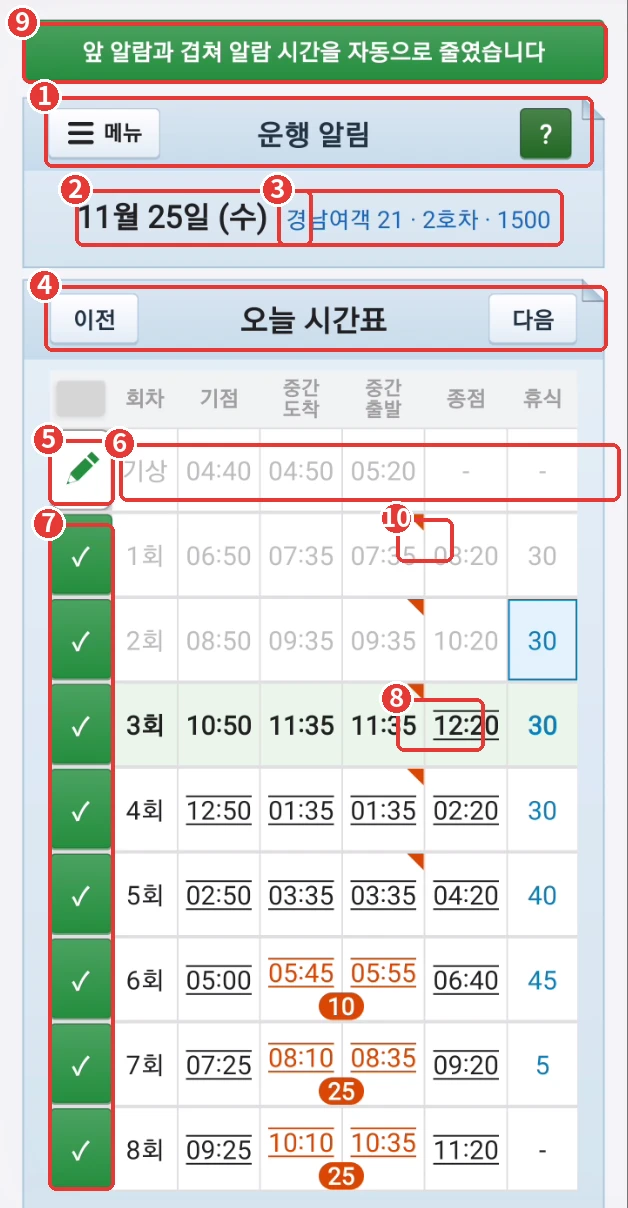 9
앞 알람과 겹쳐 알람 시간을 자동으로 줄였습니다
1
메뉴 운행 알림 ?
2 3
11월 25일 (수) 경남여객 21 · 2호차 · 1500
4
이전 오늘 시간표 다음
회차 기점 중간도착 중간출발 종점 휴식
5 6
기상 04:40 04:50 05:20 - -
7 10
✓ 1회 06:50 07:35 07:35 08:20 30
✓ 2회 08:50 09:35 09:35 10:20 30
8
✓ 3회 10:50 11:35 11:35 12:20 30
✓ 4회 12:50 01:35 01:35 02:20 30
✓ 5회 02:50 03:35 03:35 04:20 40
✓ 6회 05:00 05:45 05:55 06:40 45
10
✓ 7회 07:25 08:10 08:35 09:20 5
25
✓ 8회 09:25 10:10 10:35 11:20 -
25